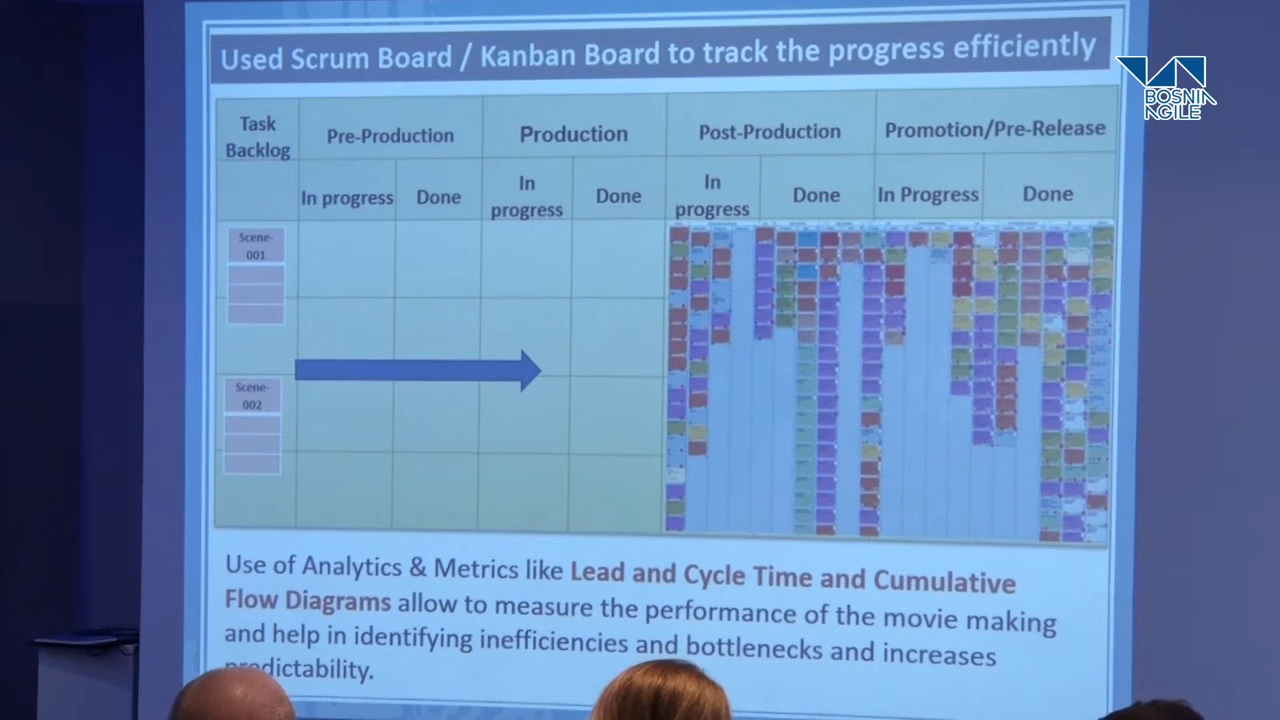 Used Scrum Board / Kanban Board to track the progress efficiently
BOSNIA
AGILE
Task
Backlog
Pre-Production
Production
Post-Production
Promotion/Pre-Release
In progress
Done
In
progress
Done
In
progress
Done
In Progress
Done
Scene-
001
Scene-
002
Use of Analytics & Metrics like Lead and Cycle Time and Cumulative
Flow Diagrams allow to measure the performance of the movie making
and help in identifying inefficiencies and bottlenecks and increases
predictability.